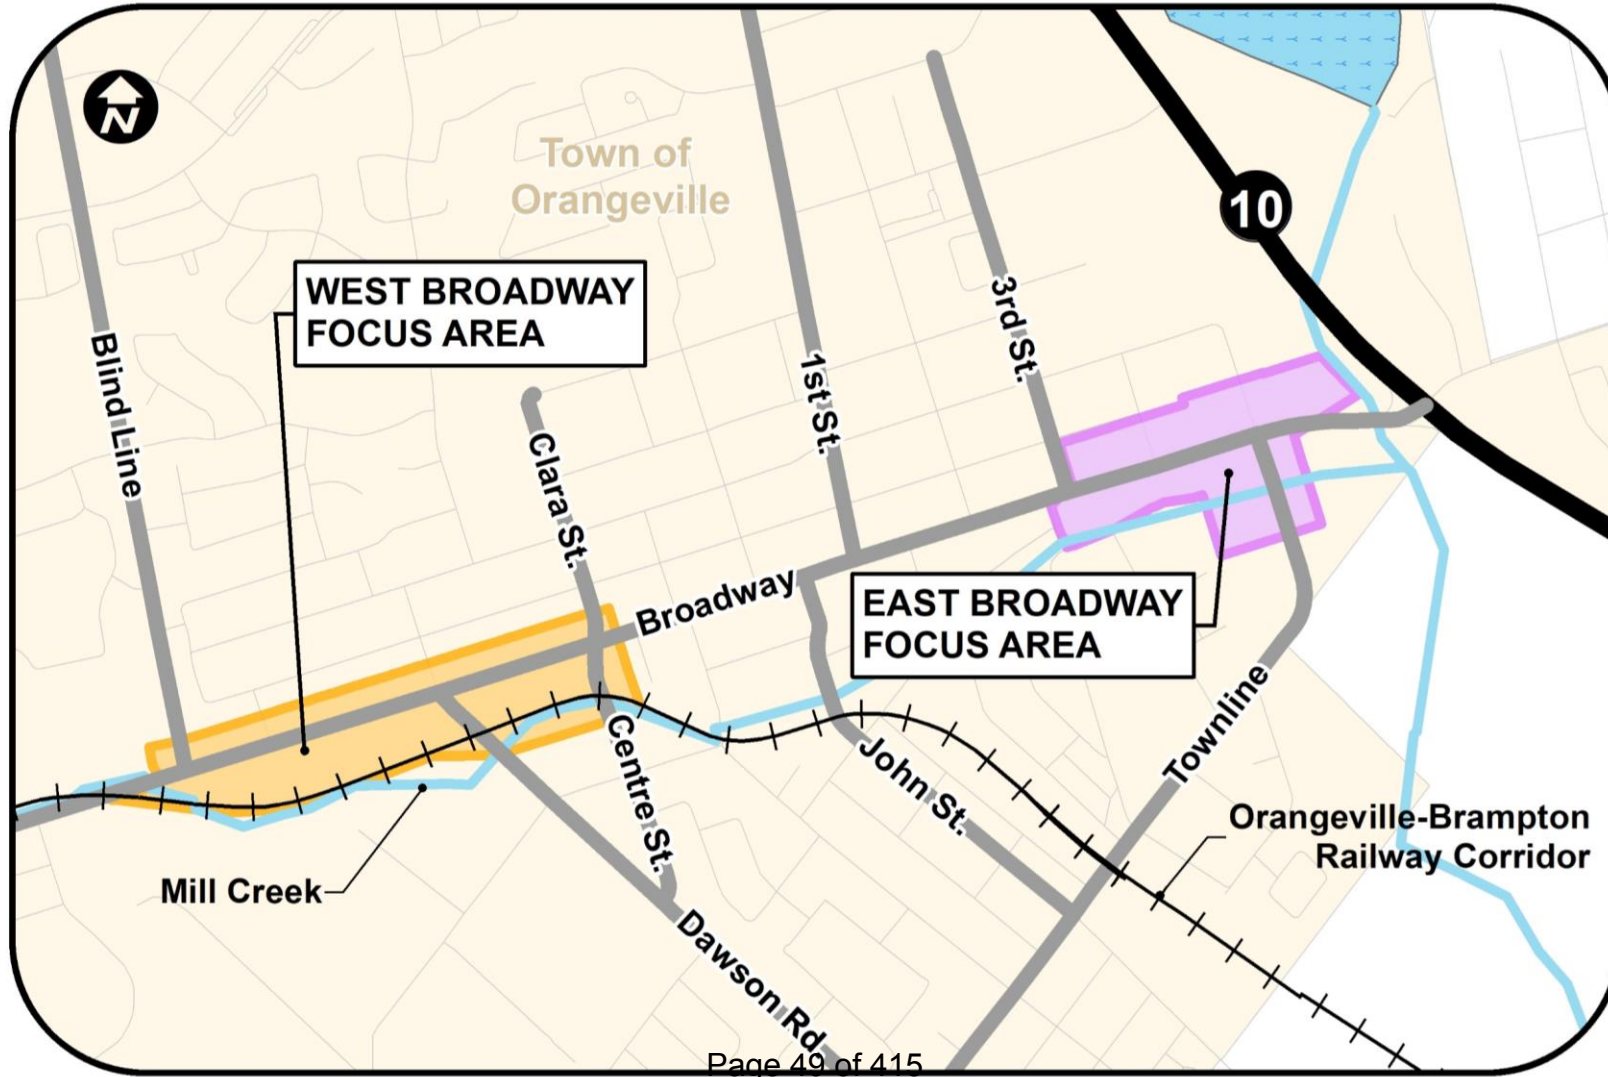 N
Town of
Orangeville
10
WEST BROADWAY
FOCUS AREA
Blind Line
1st St.
3rd St.
Clara St.
Broadway
EAST BROADWAY
FOCUS AREA
Centre St.
John St.
Townline
Orangeville-Brampton
Railway Corridor
Mill Creek
Dawson Rd
Page 49 of 415